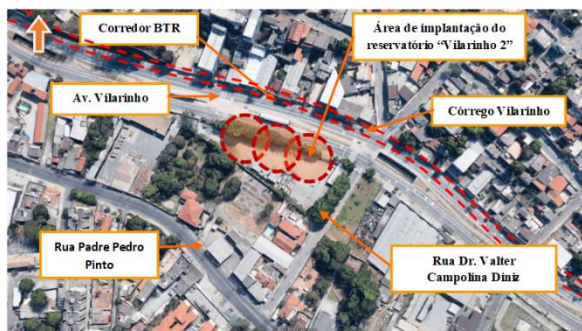 Corredor BTR
Área de implantação do
reservatório “Vilarinho 2”
Av. Vilarinho
Córrego Vilarinho
Rua Padre Pedro
Pinto
Rua Dr. Valter
Campolina Diniz